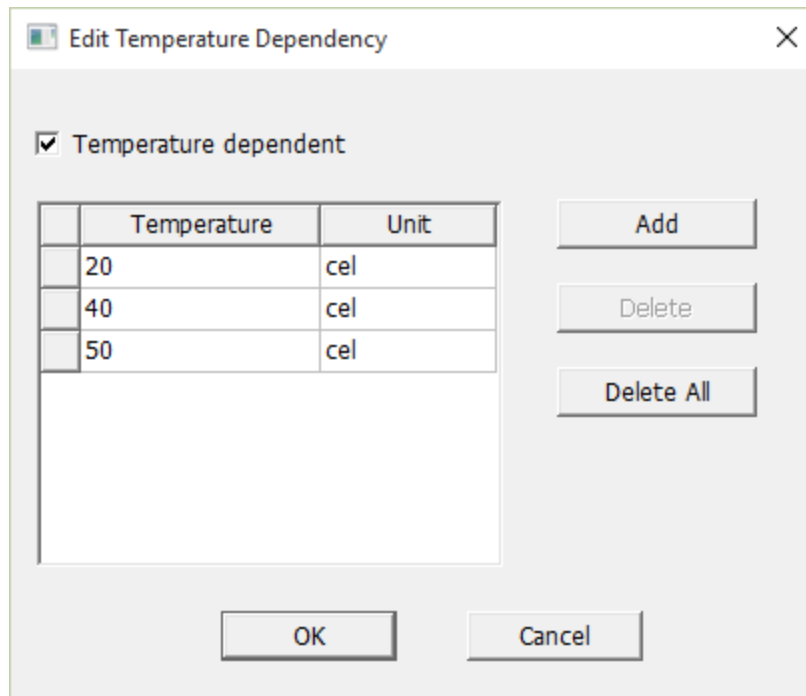 Edit Temperature Dependency
Temperature dependent
Temperature Unit
20 cel
40 cel
50 cel
Add
Delete
Delete All
OK Cancel